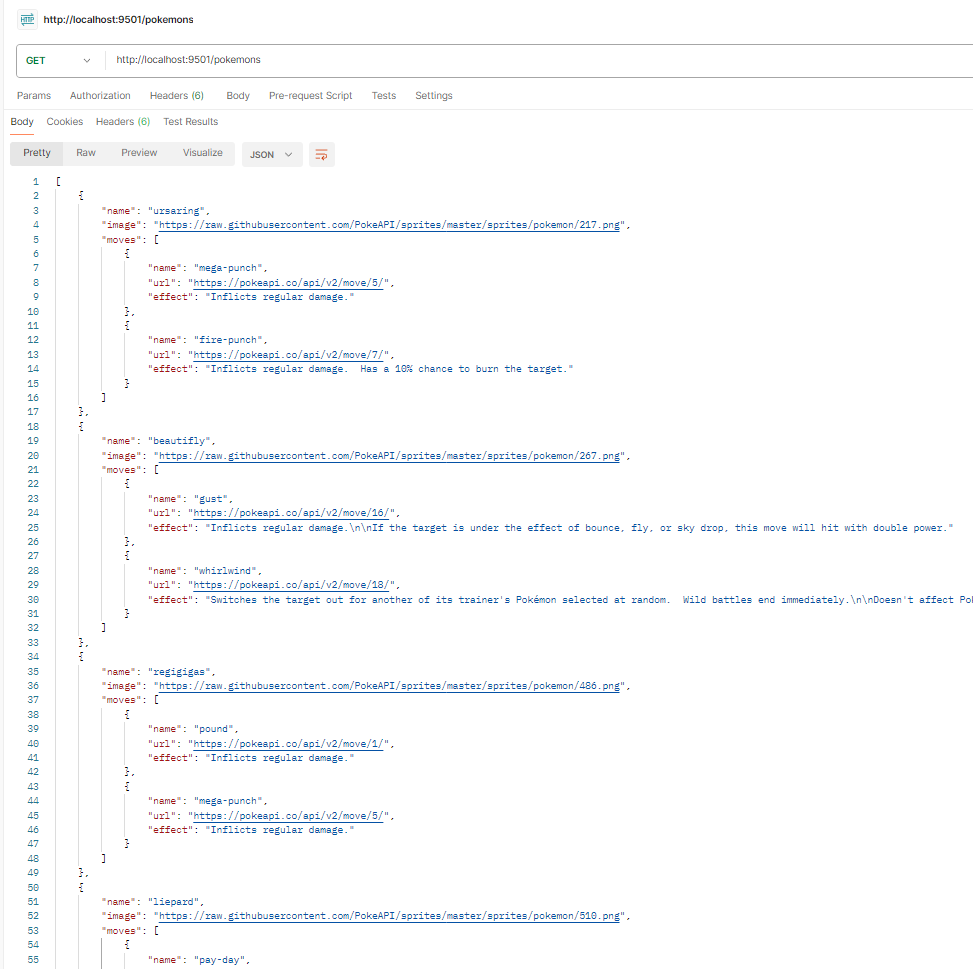 HTTP http://localhost:9501/pokemons
GET http://localhost:9501/pokemons
Params Authorization Headers (6) Body Pre-request Script Tests Settings
Body Cookies Headers (6) Test Results
Pretty Raw Preview Visualize JSON
1 [
2 {
3 "name": "ursaring",
4 "image": "https://raw.githubusercontent.com/PokeAPI/sprites/master/sprites/pokemon/217.png",
5 "moves": [
6 {
7 "name": "mega-punch",
8 "url": "https://pokeapi.co/api/v2/move/5/",
9 "effect": "Inflicts regular damage."
10 },
11 {
12 "name": "fire-punch",
13 "url": "https://pokeapi.co/api/v2/move/7/",
14 "effect": "Inflicts regular damage.  Has a 10% chance to burn the target."
15 }
16 ]
17 },
18 {
19 "name": "beautifly",
20 "image": "https://raw.githubusercontent.com/PokeAPI/sprites/master/sprites/pokemon/267.png",
21 "moves": [
22 {
23 "name": "gust",
24 "url": "https://pokeapi.co/api/v2/move/16/",
25 "effect": "Inflicts regular damage.\n\nIf the target is under the effect of bounce, fly, or sky drop, this move will hit with double power."
26 },
27 {
28 "name": "whirlwind",
29 "url": "https://pokeapi.co/api/v2/move/18/",
30 "effect": "Switches the target out for another of its trainer's Pokémon selected at random.  Wild battles end immediately.\n\nDoesn't affect Pok
31 }
32 ]
33 },
34 {
35 "name": "regigigas",
36 "image": "https://raw.githubusercontent.com/PokeAPI/sprites/master/sprites/pokemon/486.png",
37 "moves": [
38 {
39 "name": "pound",
40 "url": "https://pokeapi.co/api/v2/move/1/",
41 "effect": "Inflicts regular damage."
42 },
43 {
44 "name": "mega-punch",
45 "url": "https://pokeapi.co/api/v2/move/5/",
46 "effect": "Inflicts regular damage."
47 }
48 ]
49 },
50 {
51 "name": "liepard",
52 "image": "https://raw.githubusercontent.com/PokeAPI/sprites/master/sprites/pokemon/510.png",
53 "moves": [
54 {
55 "name": "pay-day",